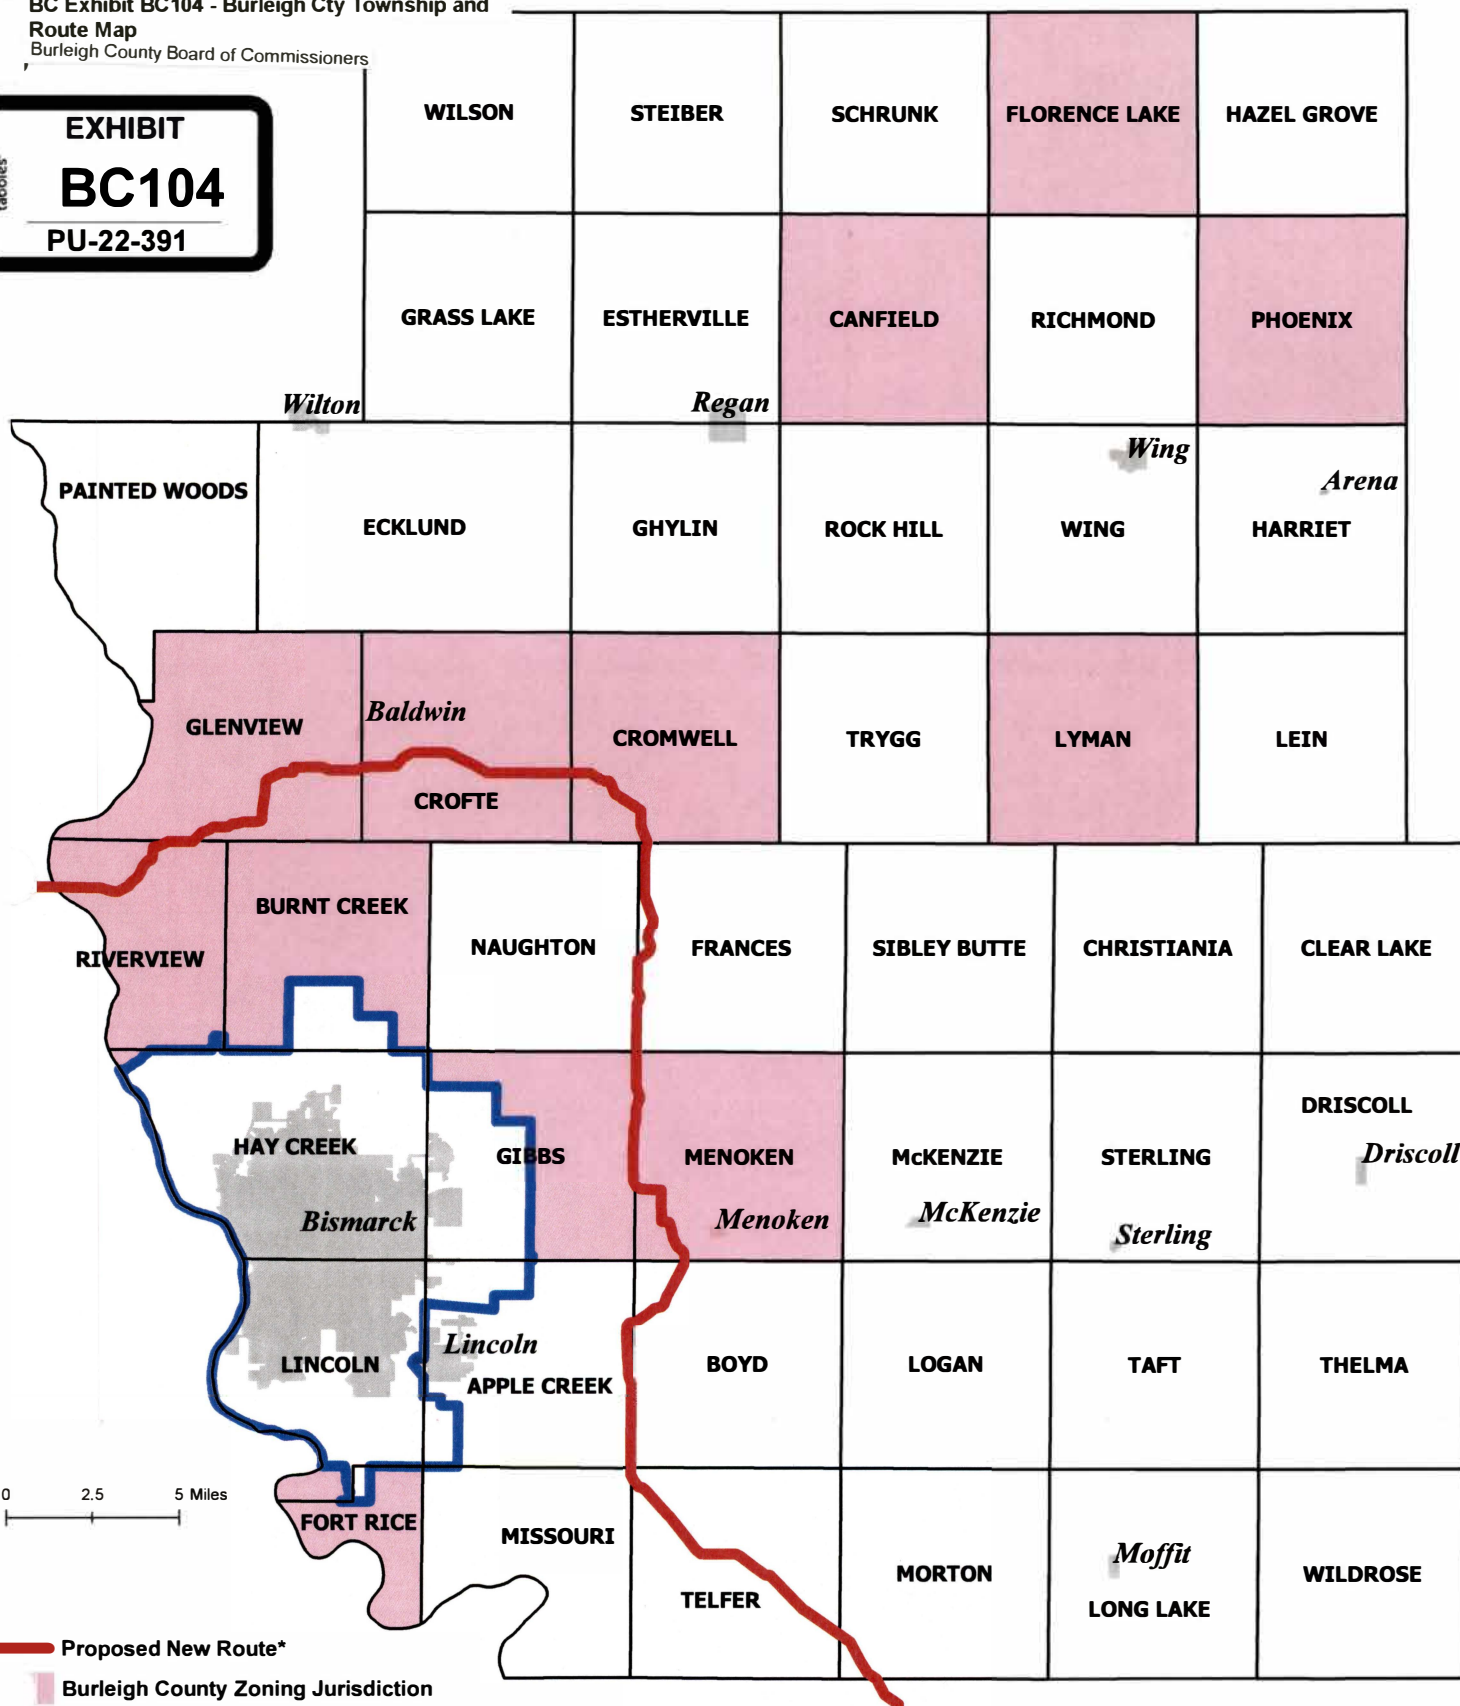 BC Exhibit BC104 - Burleigh Cty Township and
Route Map
Burleigh County Board of Commissioners
EXHIBIT
BC104
PU-22-391
tabbies
WILSON
STEIBER
SCHRUNK
FLORENCE LAKE
HAZEL GROVE
GRASS LAKE
ESTHERVILLE
CANFIELD
RICHMOND
PHOENIX
Wilton
Regan
Wing
Arena
PAINTED WOODS
ECKLUND
GHYLIN
ROCK HILL
WING
HARRIET
GLENVIEW
Baldwin
CROFTE
CROMWELL
TRYGG
LYMAN
LEIN
RIVERVIEW
BURNT CREEK
NAUGHTON
FRANCES
SIBLEY BUTTE
CHRISTIANIA
CLEAR LAKE
HAY CREEK
Bismarck
GIBBS
MENOKEN
Menoken
McKENZIE
McKenzie
STERLING
Sterling
DRISCOLL
Driscoll
LINCOLN
Lincoln
APPLE CREEK
BOYD
LOGAN
TAFT
THELMA
0 2.5 5 Miles
FORT RICE
MISSOURI
TELFER
MORTON
Moffit
LONG LAKE
WILDROSE
Proposed New Route*
Burleigh County Zoning Jurisdiction